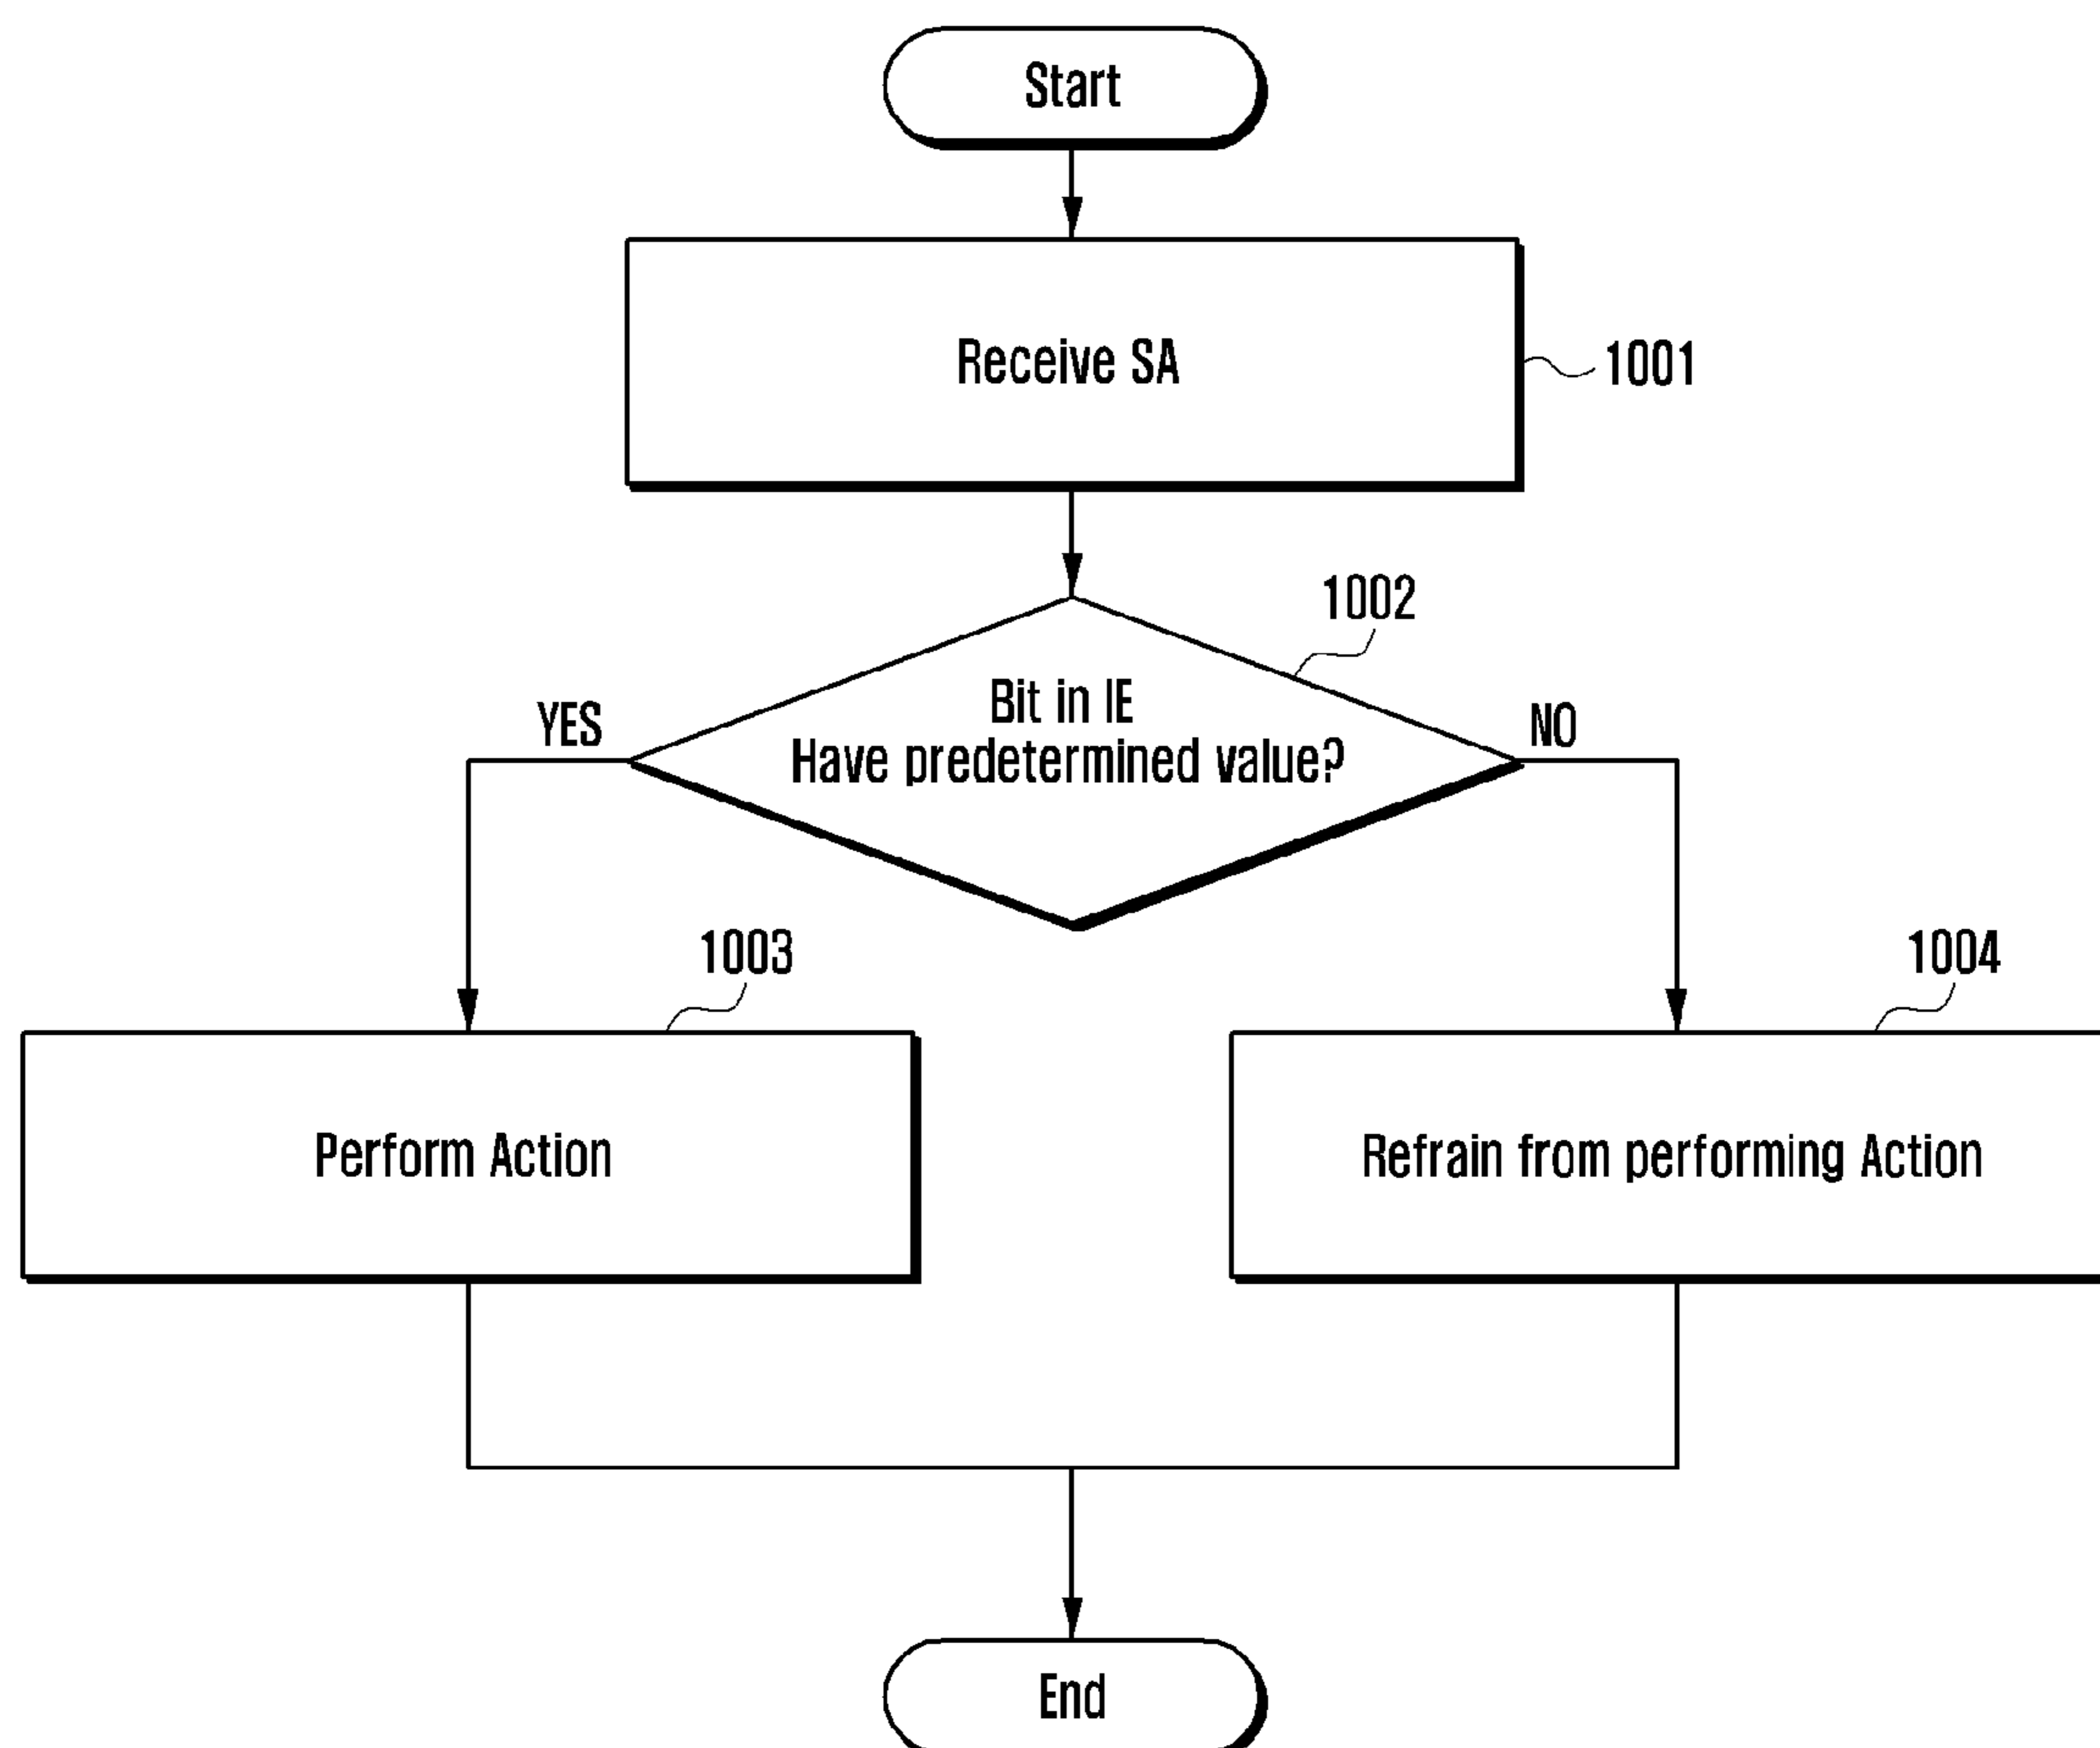 Start
Receive SA
1001
1002
Bit in IE
Have predetermined value?
YES
NO
1003
1004
Perform Action
Refrain from performing Action
End